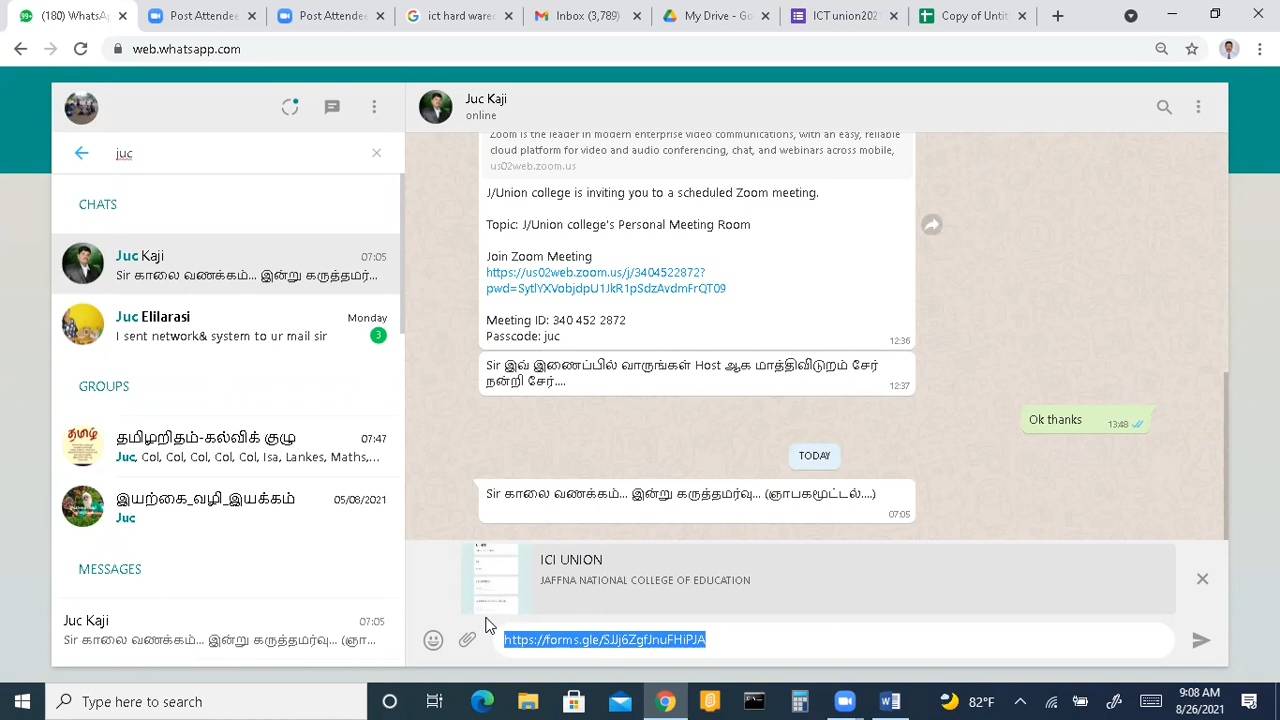 (180) WhatsA
Post Attende
Post Attendee
ict hard ware
Inbox (3,789)
My Drive - Go
ICT union202
Copy of Untit
web.whatsapp.com
Juc Kaji
online
juc
Zoom is the leader in modern enterprise video communications, with an easy, reliable
cloud platform for video and audio conferencing, chat, and webinars across mobile,
us02web.zoom.us
J/Union college is inviting you to a scheduled Zoom meeting.
CHATS
Topic: J/Union college's Personal Meeting Room
Juc Kaji 07:05
Sir காலை வணக்கம்... இன்று கருத்தமர்...
Join Zoom Meeting
https://us02web.zoom.us/j/3404522872?
pwd=SytlYXVobjdpU1JkR1pSdzAvdmFrQT09
Juc Elilarasi Monday
I sent network& system to ur mail sir 3
Meeting ID: 340 452 2872
Passcode: juc
12:36
Sir இவ் இணைப்பில் வாருங்கள் Host ஆக மாத்திவிடுறம் சேர்
நன்றி சேர்....
12:37
GROUPS
தமிழறிதம்-கல்விக் குழு 07:47
Juc, Col, Col, Col, Col, Isa, Lankes, Maths,...
தமிழ்
Ok thanks 13:48
TODAY
இயற்கை_வழி_இயக்கம் 05/08/2021
Juc
Sir காலை வணக்கம்... இன்று கருத்தமர்வு... (ஞாபகமூட்டல்....)
07:05
MESSAGES
ICI UNION
JAFFNA NATIONAL COLLEGE OF EDUCATION
Juc Kaji 07:05
Sir காலை வணக்கம்... இன்று கருத்தமர்வு... (ஞா...
https://forms.gle/SJJj6ZgfJnuFHiPJA
Type here to search
82°F
9:08 AM
8/26/2021